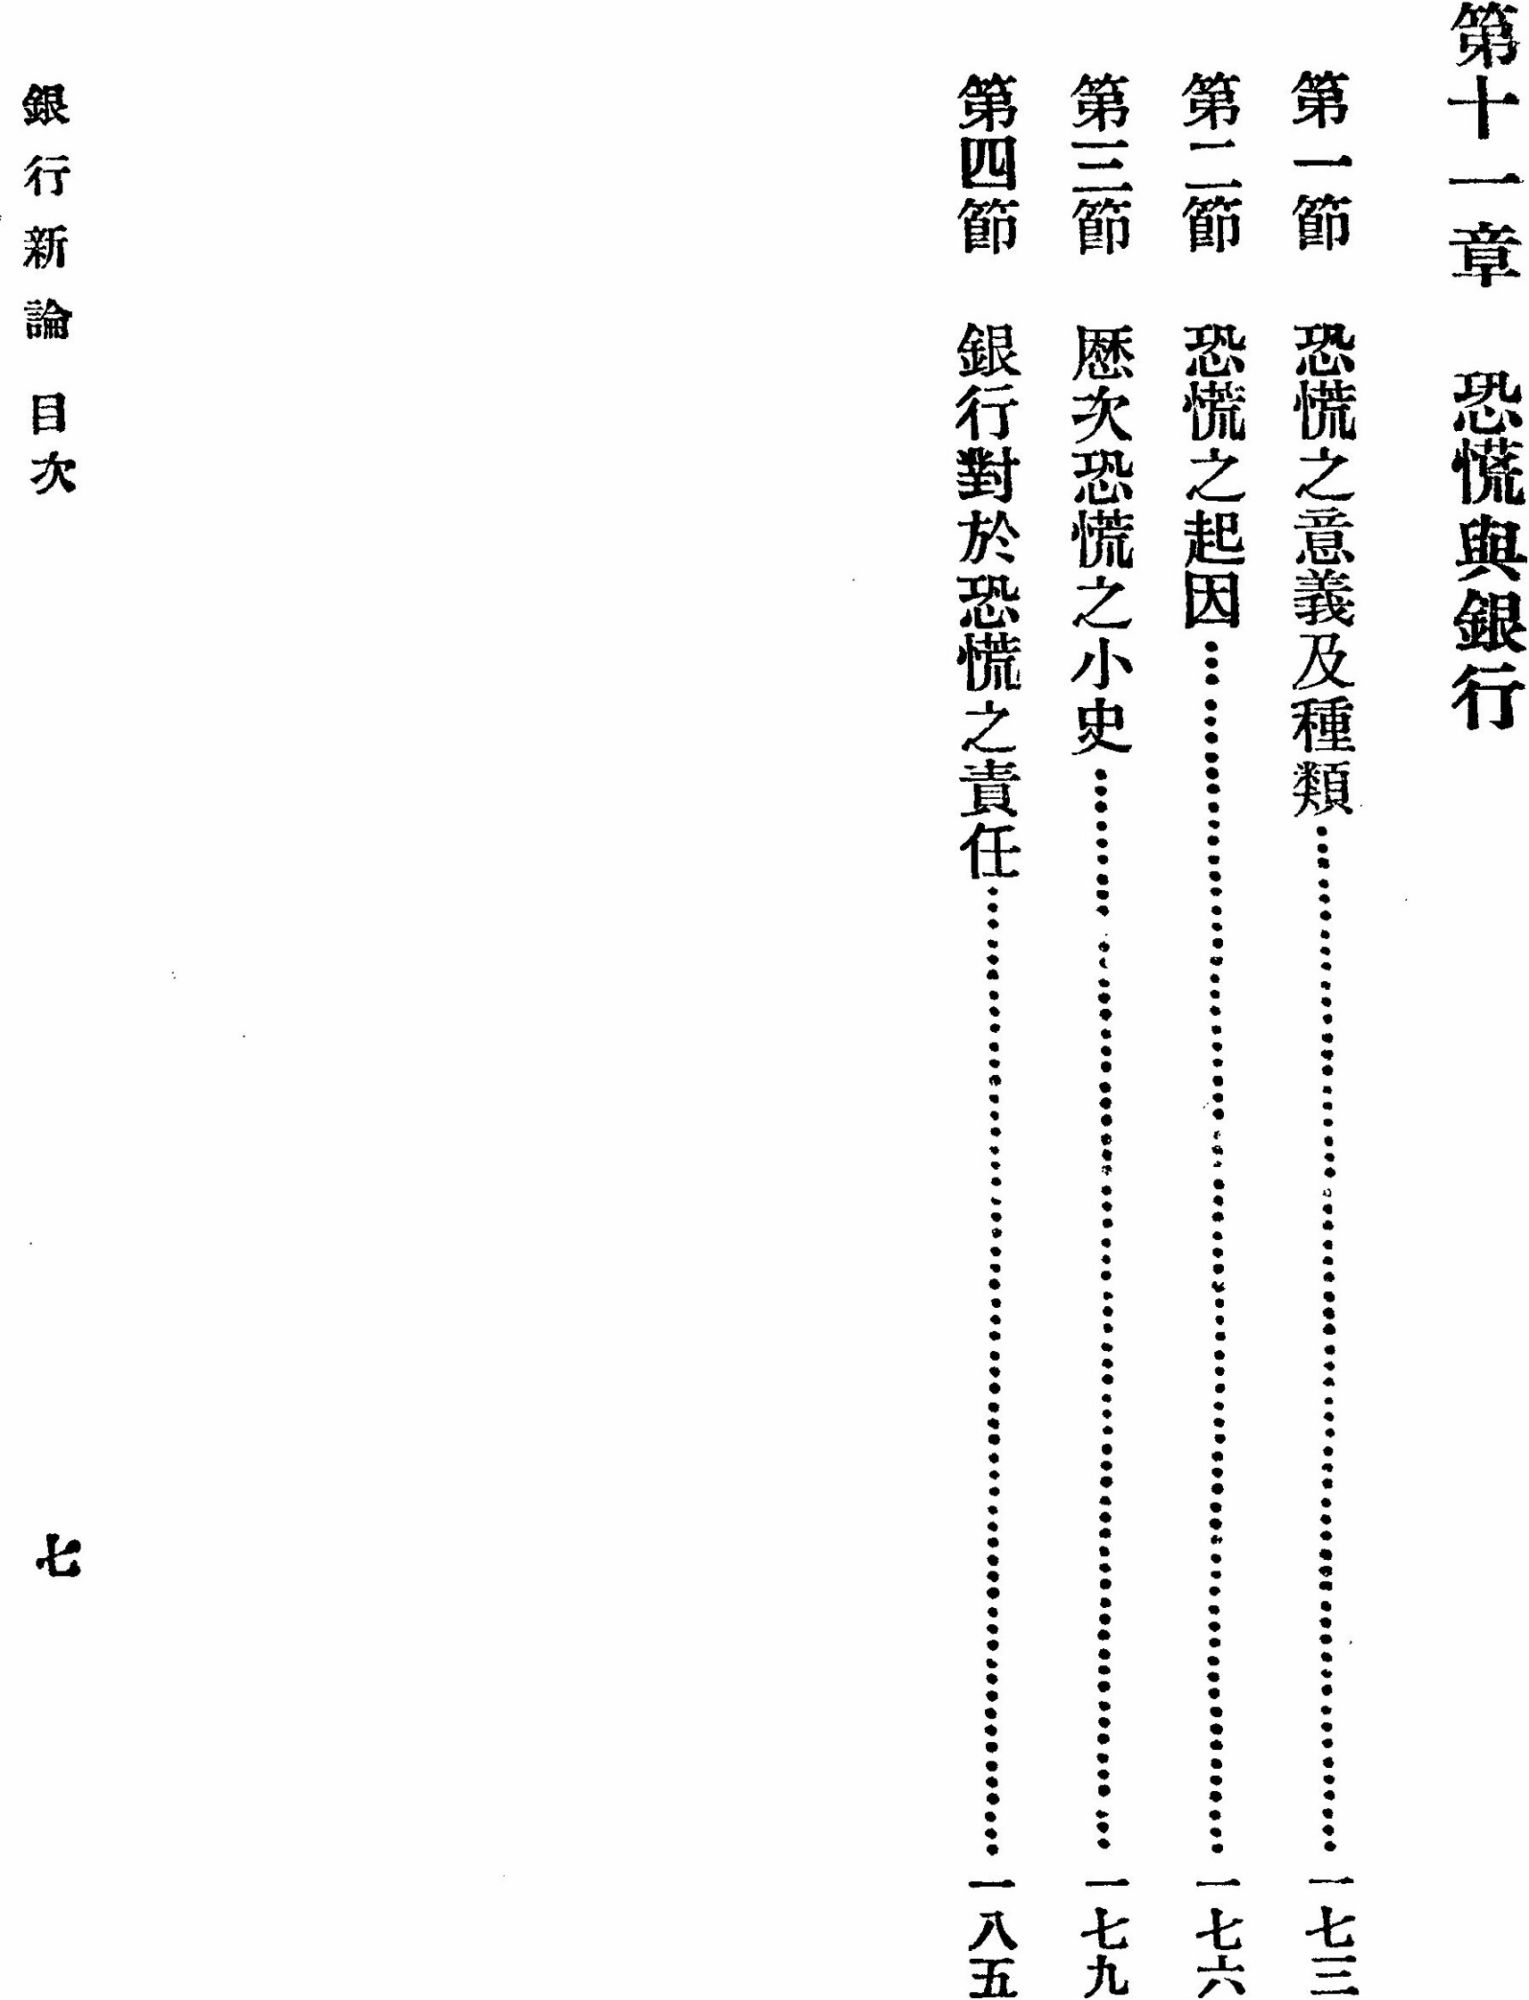 第十一章　恐慌與銀行
第一節　恐慌之意義及種類…………一七三
第二節　恐慌之起因…………一七六
第三節　歷次恐慌之小史…………一七九
第四節　銀行對於恐慌之責任…………一八五
銀行新論　目次　七